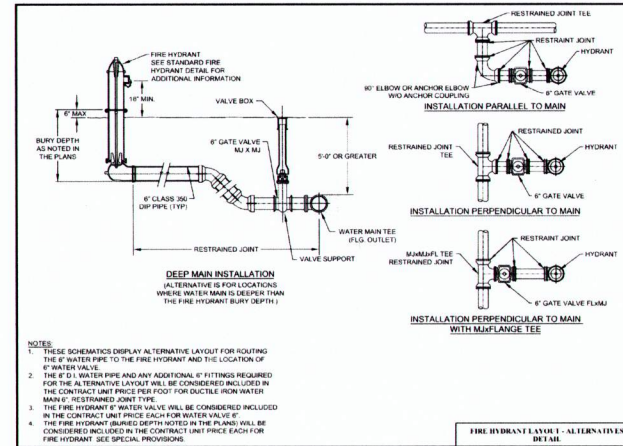 FIRE HYDRANT
SEE STANDARD FIRE
HYDRANT DETAIL FOR
ADDITIONAL INFORMATION
18" MIN.
6" MAX
BURY DEPTH
AS NOTED IN
THE PLANS
VALVE BOX
6" GATE VALVE
MJ X MJ
5'-0" OR GREATER
6" CLASS 350
DIP PIPE (TYP)
WATER MAIN TEE
(FLG. OUTLET)
RESTRAINED JOINT
VALVE SUPPORT
DEEP MAIN INSTALLATION
(ALTERNATIVE IS FOR LOCATIONS
WHERE WATER MAIN IS DEEPER THAN
THE FIRE HYDRANT BURY DEPTH.)
RESTRAINED JOINT TEE
RESTRAINT JOINT
HYDRANT
90° ELBOW OR ANCHOR ELBOW
W/O ANCHOR COUPLING
6" GATE VALVE
INSTALLATION PARALLEL TO MAIN
RESTRAINED JOINT
HYDRANT
RESTRAINED JOINT
TEE
6" GATE VALVE
INSTALLATION PERPENDICULAR TO MAIN
RESTRAINT JOINT
MJxMJxFL TEE
RESTRAINED JOINT
HYDRANT
6" GATE VALVE FLxMJ
INSTALLATION PERPENDICULAR TO MAIN
WITH MJxFLANGE TEE
NOTES:
1. THESE SCHEMATICS DISPLAY ALTERNATIVE LAYOUT FOR ROUTING
THE 6" WATER PIPE TO THE FIRE HYDRANT AND THE LOCATION OF
6" WATER VALVE.
2. THE 6" D.I. WATER PIPE AND ANY ADDITIONAL 6" FITTINGS REQUIRED
FOR THE ALTERNATIVE LAYOUT WILL BE CONSIDERED INCLUDED IN
THE CONTRACT UNIT PRICE PER FOOT FOR DUCTILE IRON WATER
MAIN 6", RESTRAINED JOINT TYPE.
3. THE FIRE HYDRANT 6" WATER VALVE WILL BE CONSIDERED INCLUDED
IN THE CONTRACT UNIT PRICE EACH FOR WATER VALVE 6".
4. THE FIRE HYDRANT (BURIED DEPTH NOTED IN THE PLANS) WILL BE
CONSIDERED INCLUDED IN THE CONTRACT UNIT PRICE EACH FOR
FIRE HYDRANT. SEE SPECIAL PROVISIONS.
FIRE HYDRANT LAYOUT - ALTERNATIVES
DETAIL